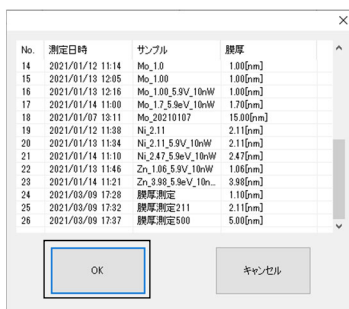 No. 測定日時 サンプル 膜厚
14 2021/01/12 11:14 Mo_1.0 1.00[nm]
15 2021/01/13 12:05 Mo_1.00 1.00[nm]
16 2021/01/13 12:16 Mo_1.00_5.9V_10nW 1.00[nm]
17 2021/01/14 11:00 Mo_1.7_5.9eV_10nW 1.70[nm]
18 2021/01/07 13:11 Mo_20210107 15.00[nm]
19 2021/01/12 11:38 Ni_2.11 2.11[nm]
20 2021/01/13 11:34 Ni_2.11_5.9V_10nW 2.11[nm]
21 2021/01/14 11:10 Ni_2.47_5.9eV_10nW 2.47[nm]
22 2021/01/13 11:46 Zn_1.06_5.9V_10nW 1.06[nm]
23 2021/01/14 11:21 Zn_3.98_5.9eV_10n... 3.98[nm]
24 2021/03/09 17:28 膜厚測定 1.10[nm]
25 2021/03/09 17:32 膜厚測定211 2.11[nm]
26 2021/03/09 17:37 膜厚測定500 5.00[nm]
OK キャンセル